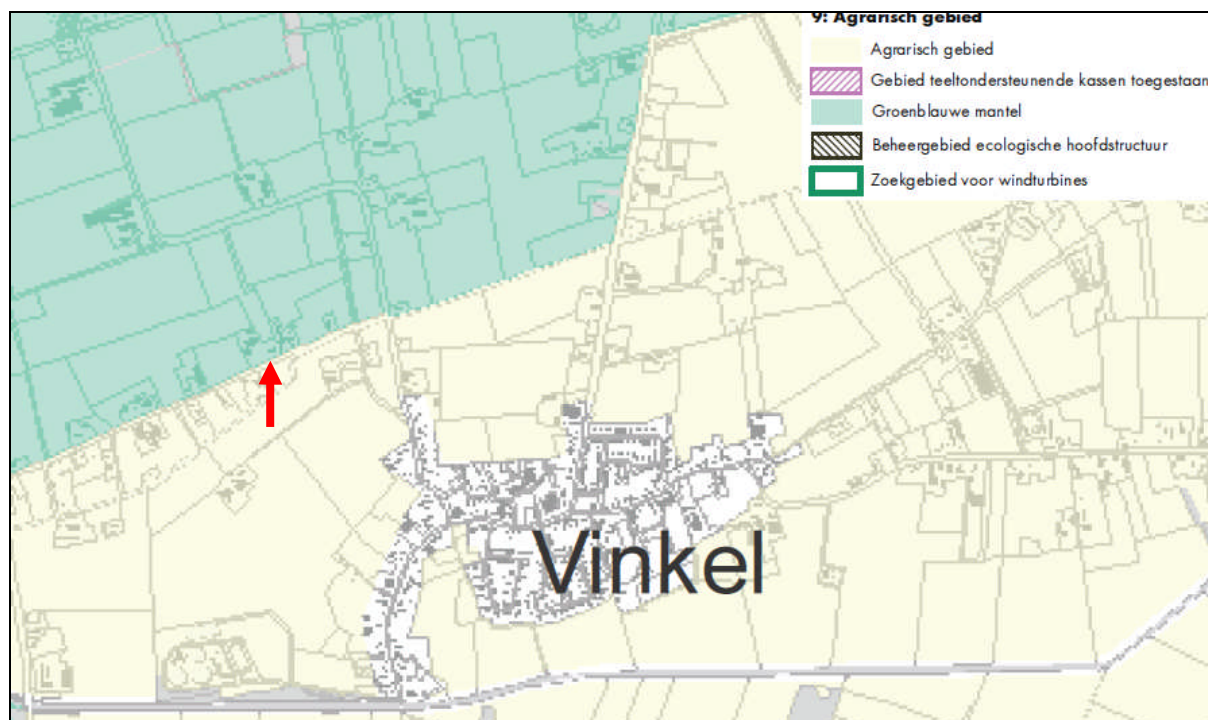 9: Agrarisch gebied
Agrarisch gebied
Gebied teeltondersteunende kassen toegestaan
Groenblauwe mantel
Beheergebied ecologische hoofdstructuur
Zoekgebied voor windturbines
Vinkel